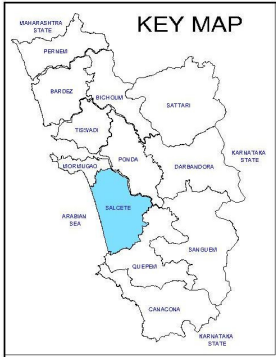 KEY MAP
MAHARASHTRA
STATE
PERNEM
BARDEZ
BICHOLIM
SATTARI
TISWADI
MORMUGAO
PONDA
DARBANDORA
KARNATAKA
STATE
SALCETE
ARABIAN
SEA
SANGUEM
QUEPEM
CANACONA
KARNATAKA
STATE